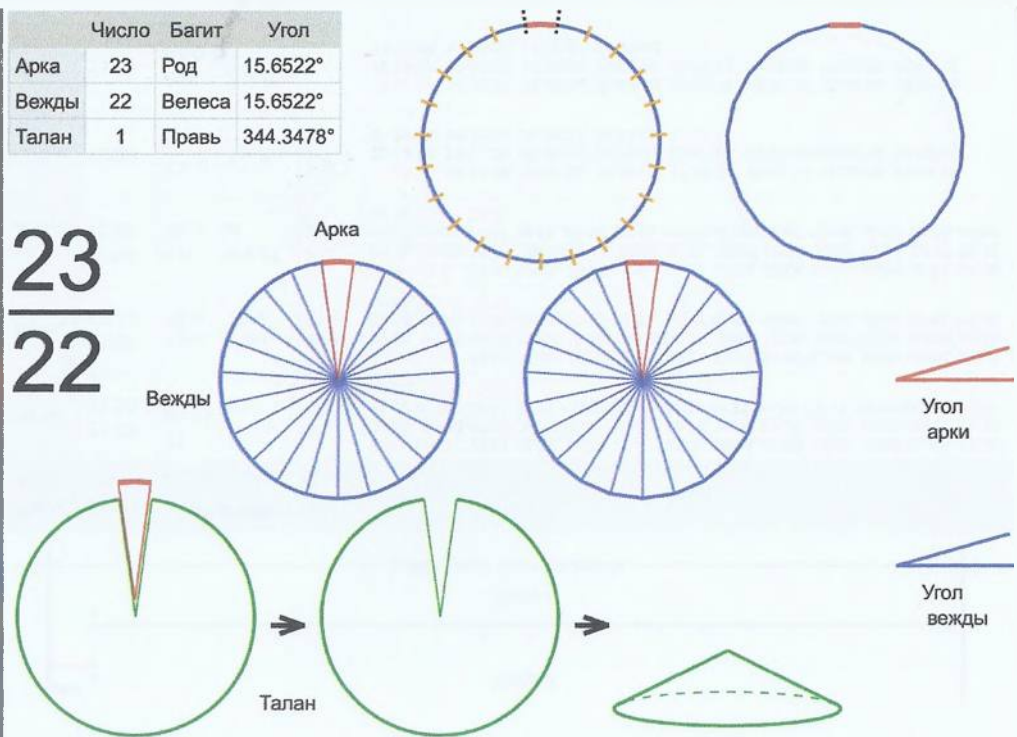 Число Багит Угол
Арка 23 Род 15.6522°
Вежды 22 Велеса 15.6522°
Талан 1 Правь 344.3478°
23
22
Арка
Вежды
Угол
арки
Угол
вежды
Талан